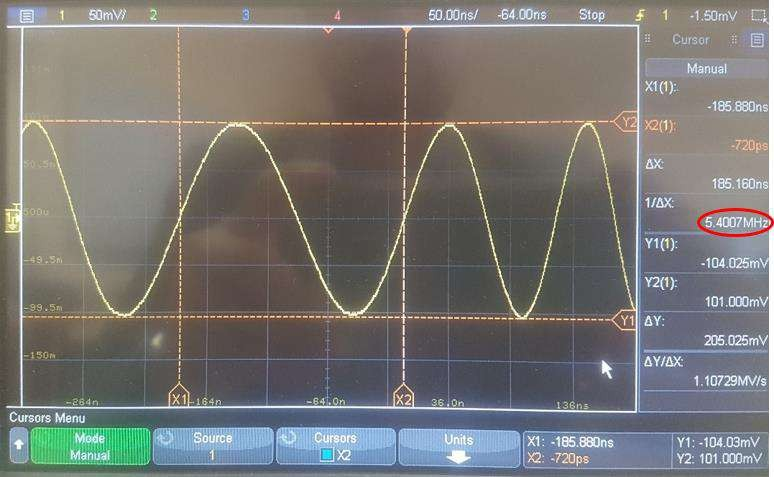 1 50mV/ 2 3 4 50.00ns/ -64.00ns Stop 1 -1.50mV
Cursor
Manual
X1(1):
-185.880ns
X2(1):
-720ps
ΔX:
185.160ns
1/ΔX:
5.4007MHz
Y1(1):
-104.025mV
Y2(1):
101.000mV
ΔY:
205.025mV
ΔY/ΔX:
1.10729MV/s
Y2
50.5m
500u
-49.5m
-99.5m
Y1
-150m
-264n X1 -164n -64.0n X2 36.0n 136ns
Cursors Menu
Mode
Manual
Source
1
Cursors
X2
Units
X1: -185.880ns
X2: -720ps
Y1: -104.03mV
Y2: 101.000mV